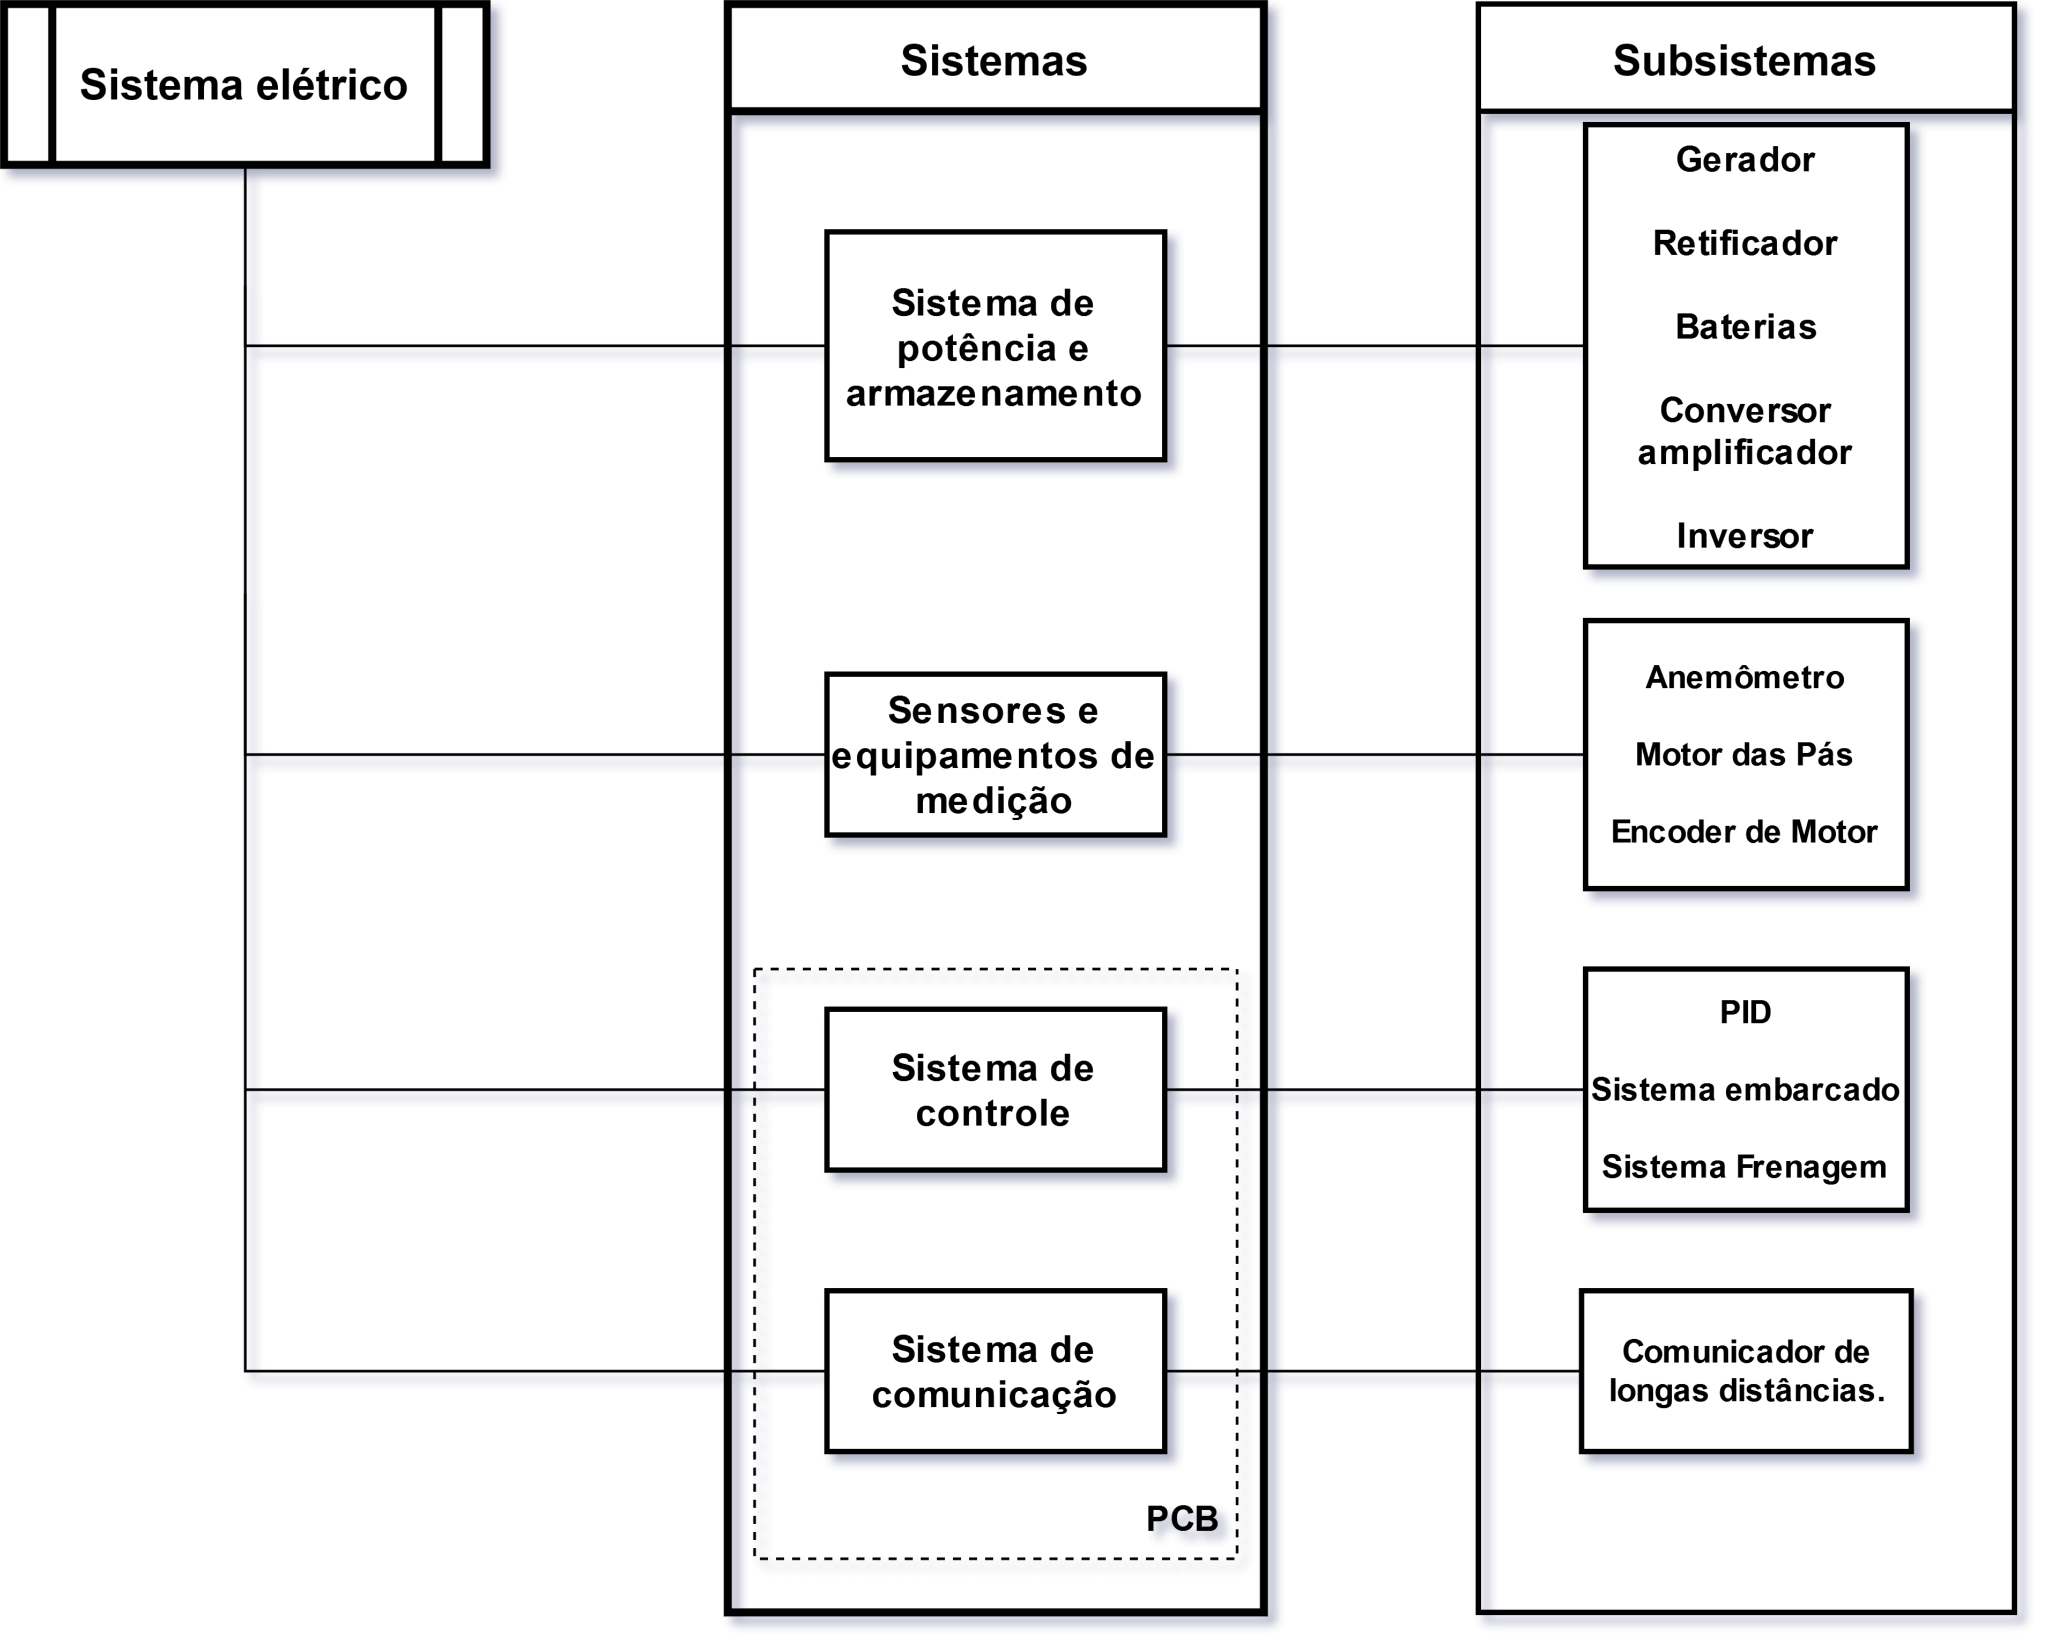 Sistema elétrico
Sistemas
Sistema de
potência e
armazenamento
Sensores e
equipamentos de
medição
Sistema de
controle
Sistema de
comunicação
PCB
Subsistemas
Gerador
Retificador
Baterias
Conversor
amplificador
Inversor
Anemômetro
Motor das Pás
Encoder de Motor
PID
Sistema embarcado
Sistema Frenagem
Comunicador de
longas distâncias.